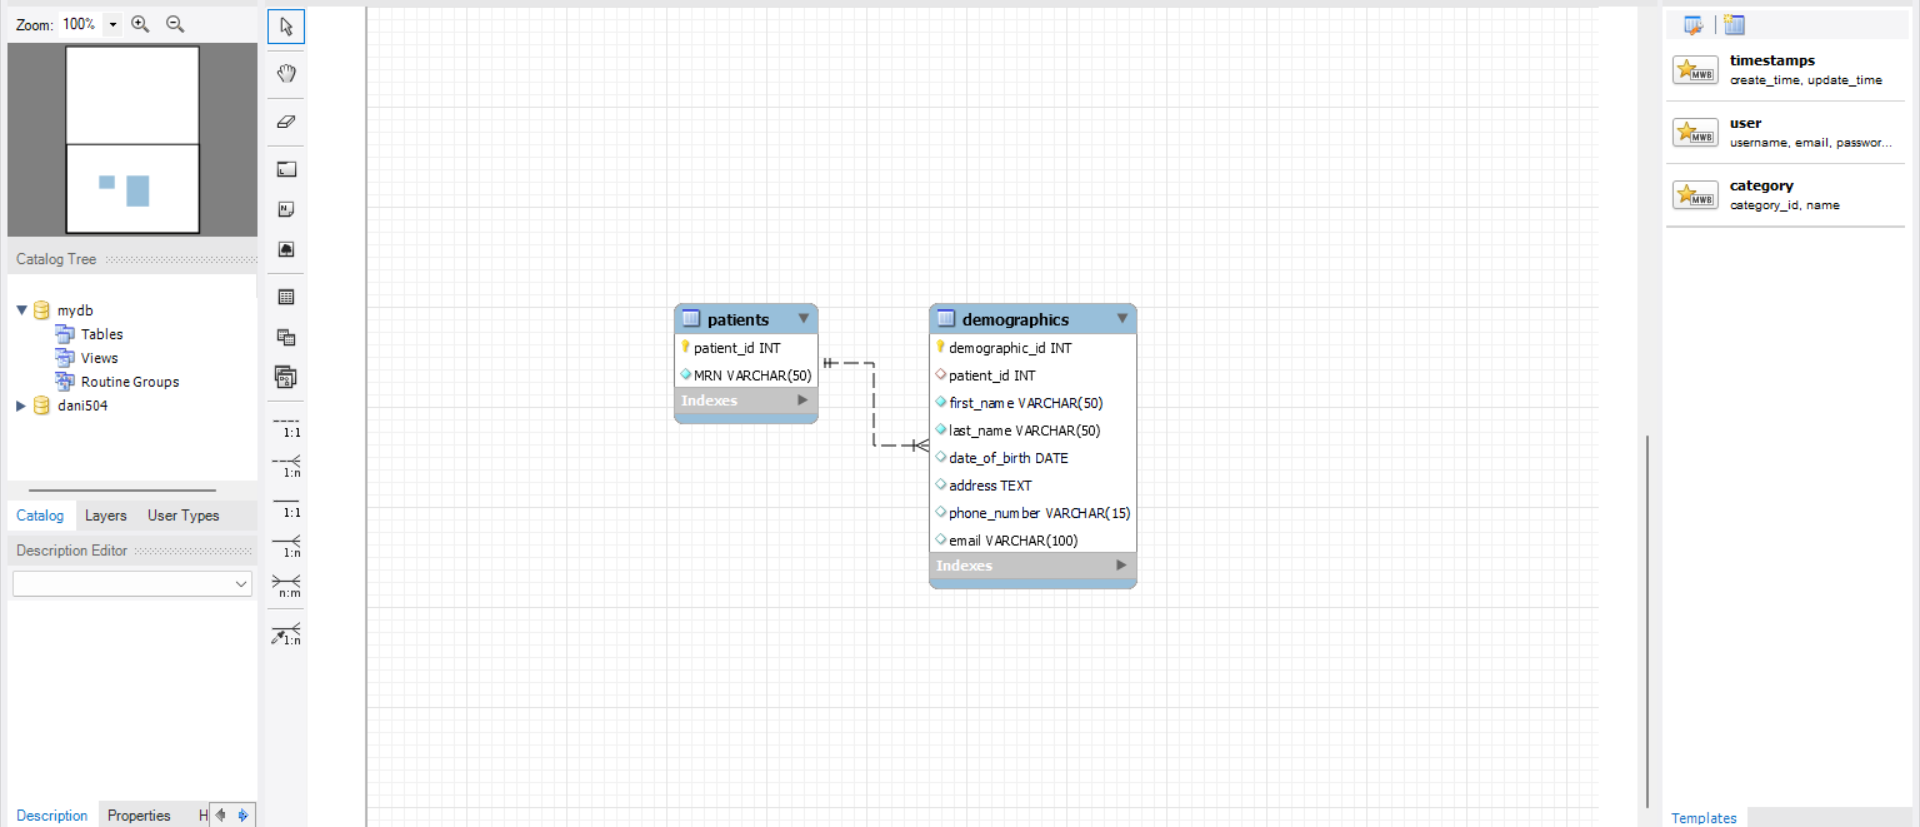 Zoom: 100%
Catalog Tree
mydb
Tables
Views
Routine Groups
dani504
Catalog Layers User Types
Description Editor
Description Properties H
1:1
1:n
1:1
1:n
n:m
1:n
patients
patient_id INT
MRN VARCHAR(50)
Indexes
demographics
demographic_id INT
patient_id INT
first_name VARCHAR(50)
last_name VARCHAR(50)
date_of_birth DATE
address TEXT
phone_number VARCHAR(15)
email VARCHAR(100)
Indexes
MWB
timestamps
create_time, update_time
MWB
user
username, email, passwor...
MWB
category
category_id, name
Templates